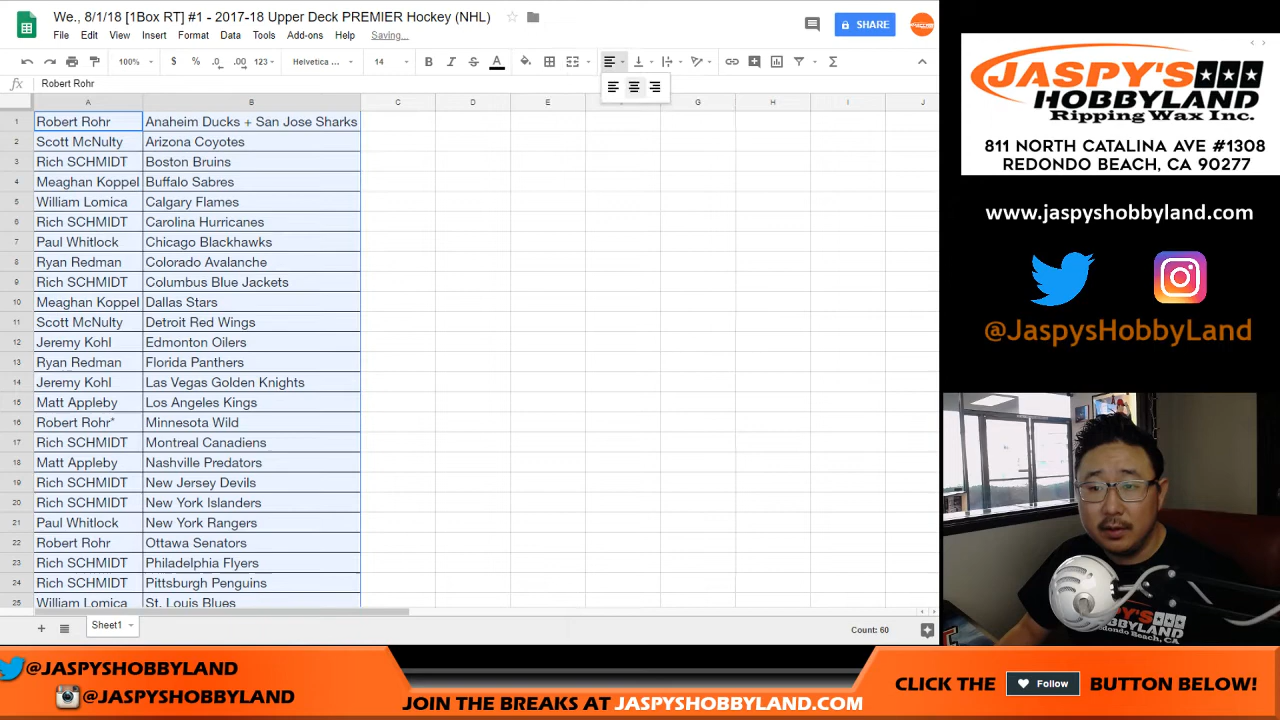 We., 8/1/18 [1Box RT] #1 - 2017-18 Upper Deck PREMIER Hockey (NHL)
File Edit View Insert Format Data Tools Add-ons Help Saving...
SHARE
100% $ % .0 .00 123 Helvetica ... 14 B I S A
fx Robert Rohr
A B C D E F G H I J
1 Robert Rohr Anaheim Ducks + San Jose Sharks
2 Scott McNulty Arizona Coyotes
3 Rich SCHMIDT Boston Bruins
4 Meaghan Koppel Buffalo Sabres
5 William Lomica Calgary Flames
6 Rich SCHMIDT Carolina Hurricanes
7 Paul Whitlock Chicago Blackhawks
8 Ryan Redman Colorado Avalanche
9 Rich SCHMIDT Columbus Blue Jackets
10 Meaghan Koppel Dallas Stars
11 Scott McNulty Detroit Red Wings
12 Jeremy Kohl Edmonton Oilers
13 Ryan Redman Florida Panthers
14 Jeremy Kohl Las Vegas Golden Knights
15 Matt Appleby Los Angeles Kings
16 Robert Rohr* Minnesota Wild
17 Rich SCHMIDT Montreal Canadiens
18 Matt Appleby Nashville Predators
19 Rich SCHMIDT New Jersey Devils
20 Rich SCHMIDT New York Islanders
21 Paul Whitlock New York Rangers
22 Robert Rohr Ottawa Senators
23 Rich SCHMIDT Philadelphia Flyers
24 Rich SCHMIDT Pittsburgh Penguins
25 William Lomica St. Louis Blues
Sheet1
Count: 60
JASPY'S
HOBBYLAND
Ripping Wax Inc.
811 NORTH CATALINA AVE #1308
REDONDO BEACH, CA 90277
www.jaspyshobbyland.com
@JaspysHobbyLand
JASPY'S
HOBBYLAND
Redondo Beach, CA
@JASPYSHOBBYLAND
@JASPYSHOBBYLAND
JOIN THE BREAKS AT JASPYSHOBBYLAND.COM
CLICK THE Follow BUTTON BELOW!